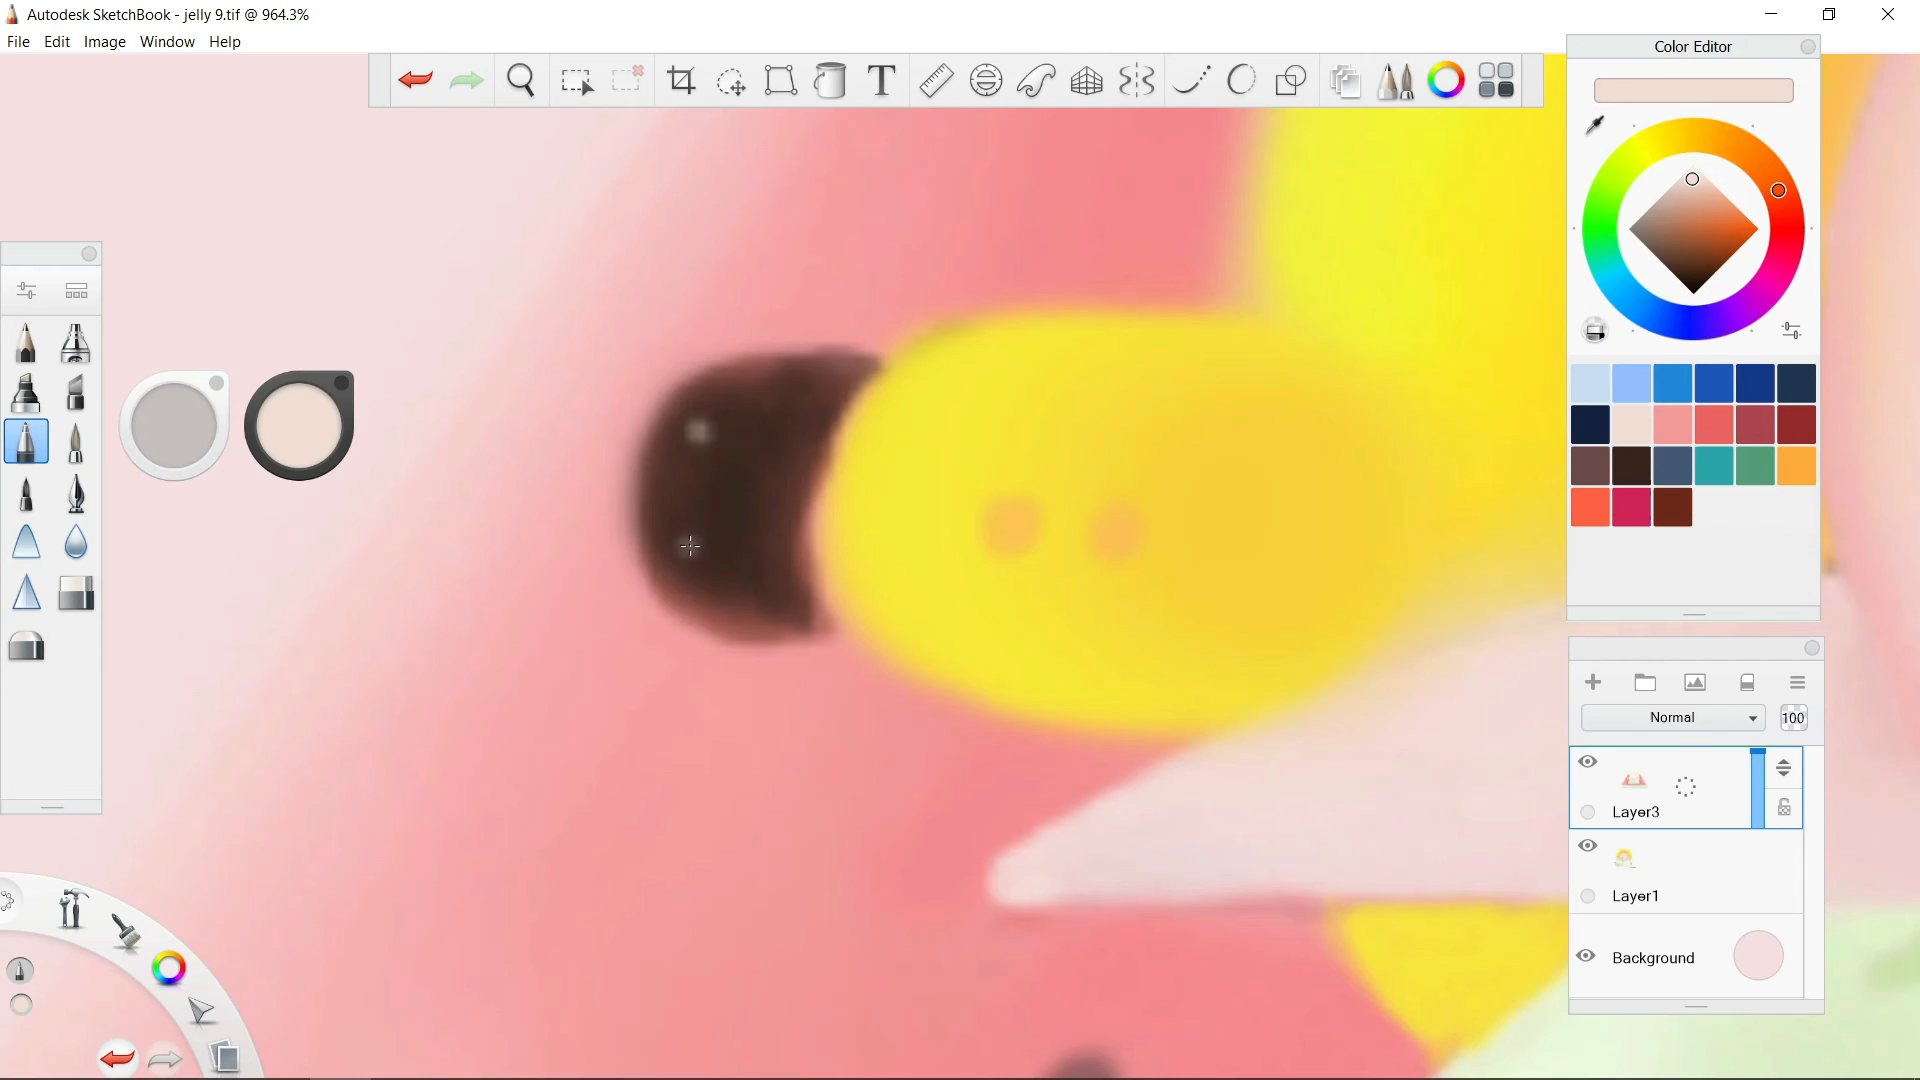 Autodesk SketchBook - jelly 9.tif @ 964.3%
File Edit Image Window Help
T
Color Editor
Normal 100
Layer3
Layer1
Background